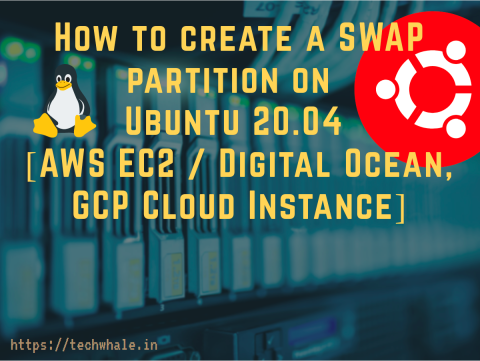 How to create a SWAP
partition on
Ubuntu 20.04
[AWS EC2 / Digital Ocean,
GCP Cloud Instance]
https://techwhale.in